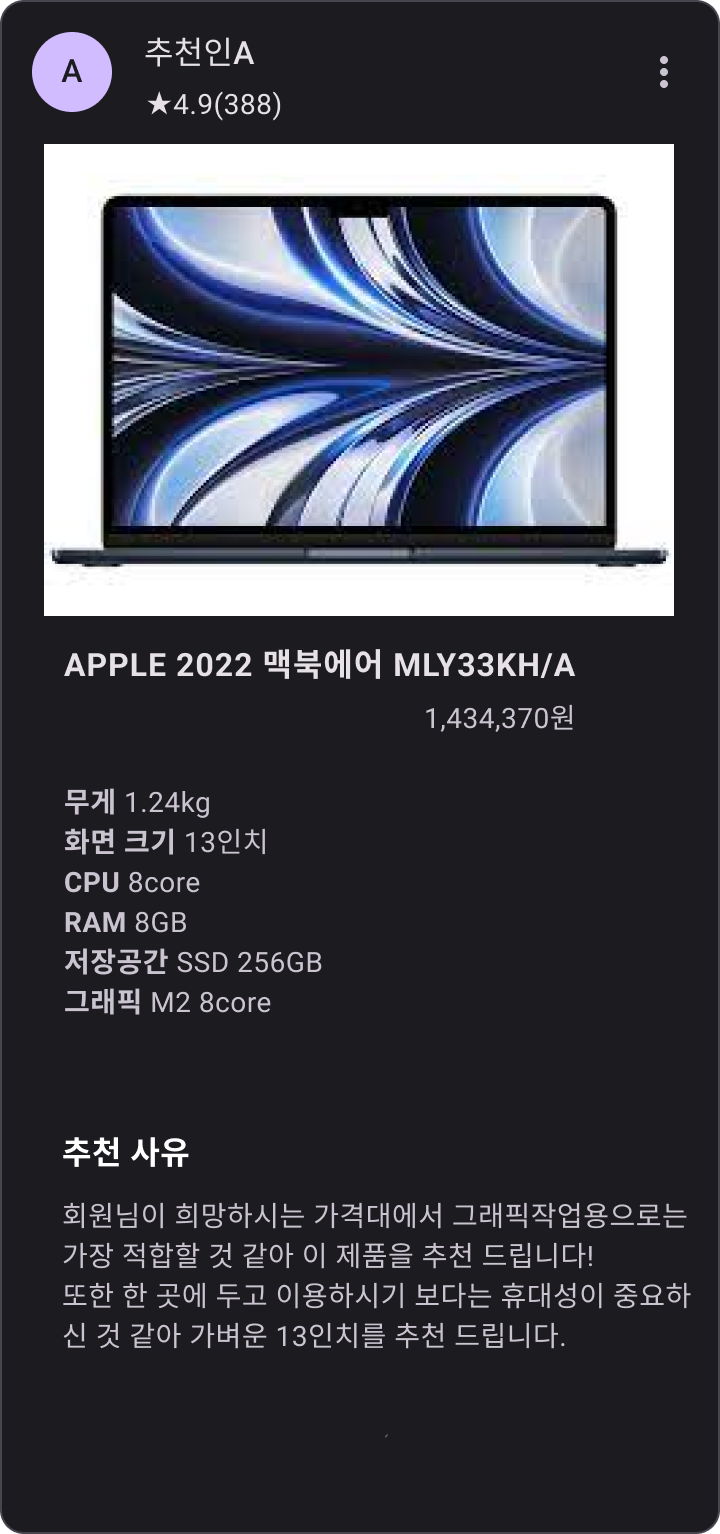 A
추천인A
★4.9(388)
APPLE 2022 맥북에어 MLY33KH/A
1,434,370원
무게 1.24kg
화면 크기 13인치
CPU 8core
RAM 8GB
저장공간 SSD 256GB
그래픽 M2 8core
추천 사유
회원님이 희망하시는 가격대에서 그래픽작업용으로는
가장 적합할 것 같아 이 제품을 추천 드립니다!
또한 한 곳에 두고 이용하시기 보다는 휴대성이 중요하
신 것 같아 가벼운 13인치를 추천 드립니다.